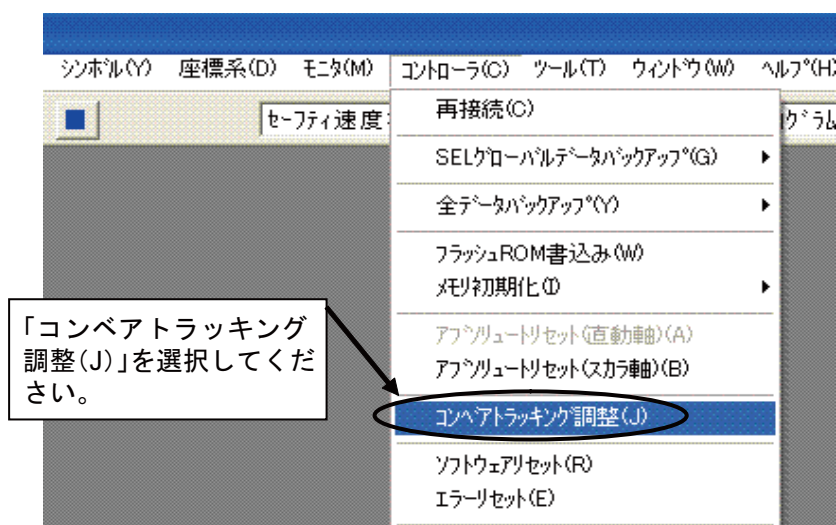 シンボル(Y) 座標系(D) モニタ(M) コントローラ(C) ツール(T) ウィンドウ(W) ヘルプ(H)
セーフティ速度
再接続(C)
SELグローバルデータバックアップ(G)
全データバックアップ(Y)
フラッシュROM書込み(W)
メモリ初期化(I)
アブソリュートリセット(直動軸)(A)
アブソリュートリセット(スカラ軸)(B)
コンベアトラッキング調整(J)
ソフトウェアリセット(R)
エラーリセット(E)
「コンベアトラッキング
調整(J)」を選択してくだ
さい。